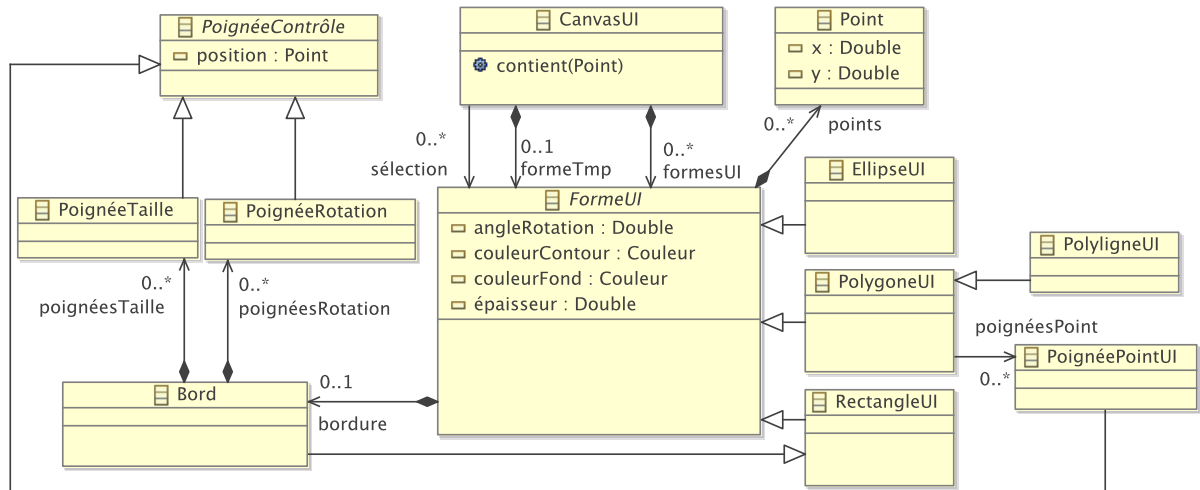 PoignéeContrôle
position : Point
CanvasUI
contient(Point)
Point
x : Double
y : Double
0..*
sélection
0..1
formeTmp
0..*
formesUI
0..*
points
EllipseUI
PoignéeTaille
PoignéeRotation
FormeUI
angleRotation : Double
couleurContour : Couleur
couleurFond : Couleur
épaisseur : Double
PolyligneUI
PolygoneUI
0..*
poignéesTaille
0..*
poignéesRotation
poignéesPoint
0..*
PoignéePointUI
Bord
0..1
bordure
RectangleUI